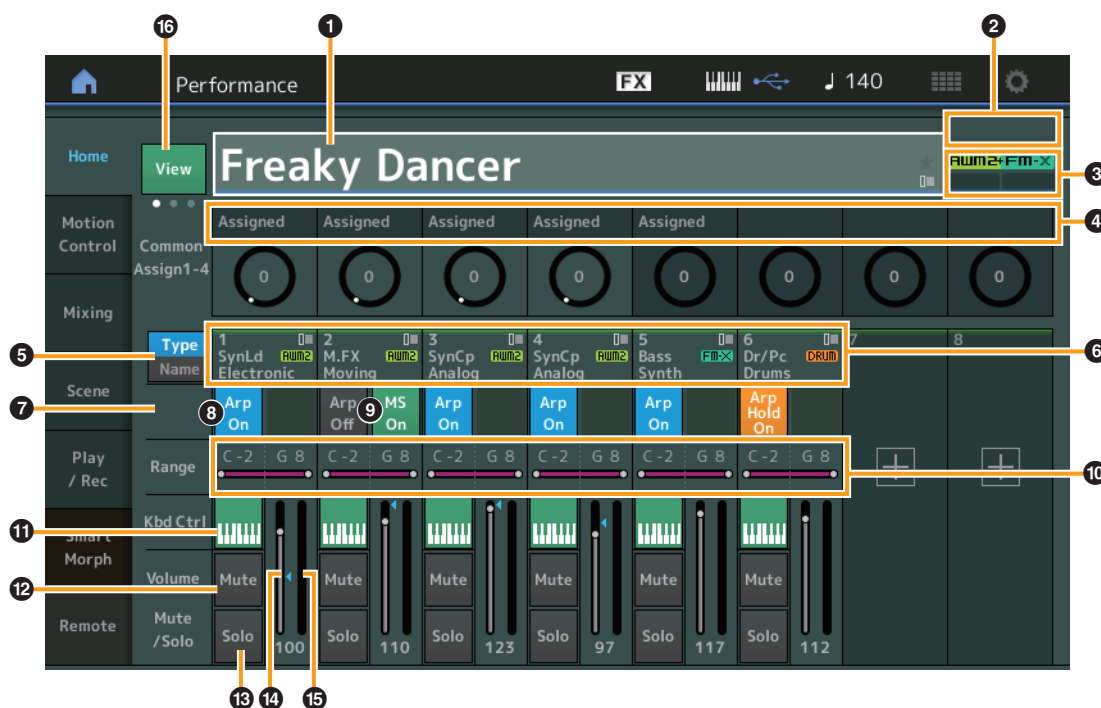 16 1 2
Performance FX 140
Home View Freaky Dancer AWM2+FM-X 3
4
Motion Control Common Assign1-4 Assigned Assigned Assigned Assigned Assigned
0 0 0 0 0 0 0 0
Mixing
5 Type 1 2 3 4 5 6 7 8 6
SynLd AWM2 M.FX AWM2 SynCp AWM2 SynCp AWM2 Bass FM-X Dr/Pc DRUM
Name Electronic Moving Analog Analog Synth Drums
Scene
7 8 Arp On Arp Off 9 MS On Arp On Arp On Arp On Arp Hold On
Play / Rec Range C -2 G 8 C -2 G 8 C -2 G 8 C -2 G 8 C -2 G 8 C -2 G 8 10
11 Kbd Ctrl
Smart Morph
12 Volume Mute 14 15 Mute Mute Mute Mute Mute
Remote Mute /Solo Solo 100 Solo 110 Solo 123 Solo 97 Solo 117 Solo 112
13 14 15